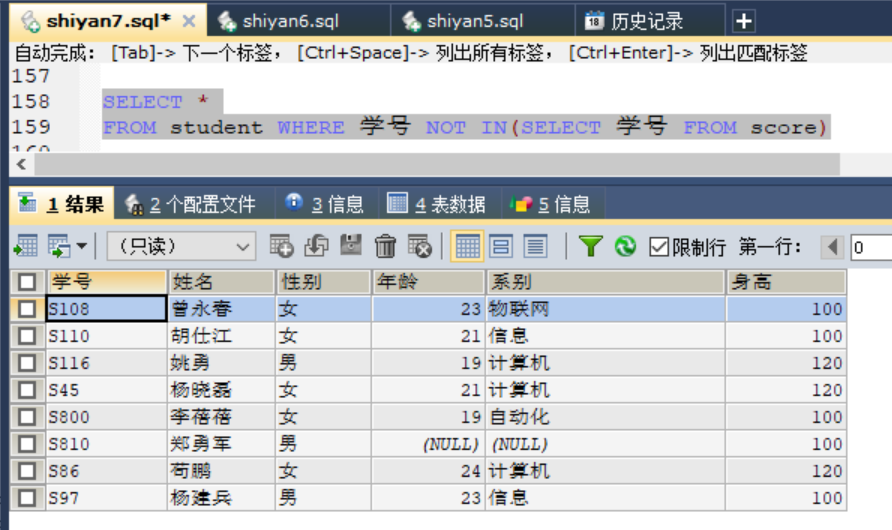 shiyan7.sql* shiyan6.sql shiyan5.sql 历史记录
自动完成： [Tab]-> 下一个标签， [Ctrl+Space]-> 列出所有标签， [Ctrl+Enter]-> 列出匹配标签
157
158 SELECT *
159 FROM student WHERE 学号 NOT IN(SELECT 学号 FROM score)
160
1 结果 2 个配置文件 3 信息 4 表数据 5 信息
（只读） 限制行 第一行： 0
学号 姓名 性别 年龄 系别 身高
S108 曾永春 女 23 物联网 100
S110 胡仕江 女 21 信息 100
S116 姚勇 男 19 计算机 120
S45 杨晓磊 女 21 计算机 120
S800 李蓓蓓 女 19 自动化 100
S810 郑勇军 男 (NULL) (NULL) 100
S86 苟鹏 女 24 计算机 120
S97 杨建兵 男 23 信息 100